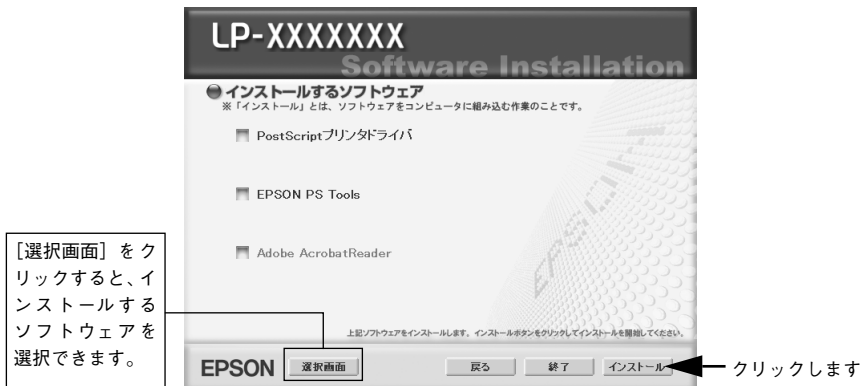 LP-XXXXXXX
Software Installation
インストールするソフトウェア
※「インストール」とは、ソフトウェアをコンピュータに組み込む作業のことです。
PostScriptプリンタドライバ
EPSON PS Tools
Adobe AcrobatReader
EPSON
上記ソフトウェアをインストールします。インストールボタンをクリックしてインストールを開始してください。
［選択画面］をク
リックすると、イ
ンストールする
ソフトウェアを
選択できます。
EPSON 選択画面 戻る 終了 インストール
クリックします